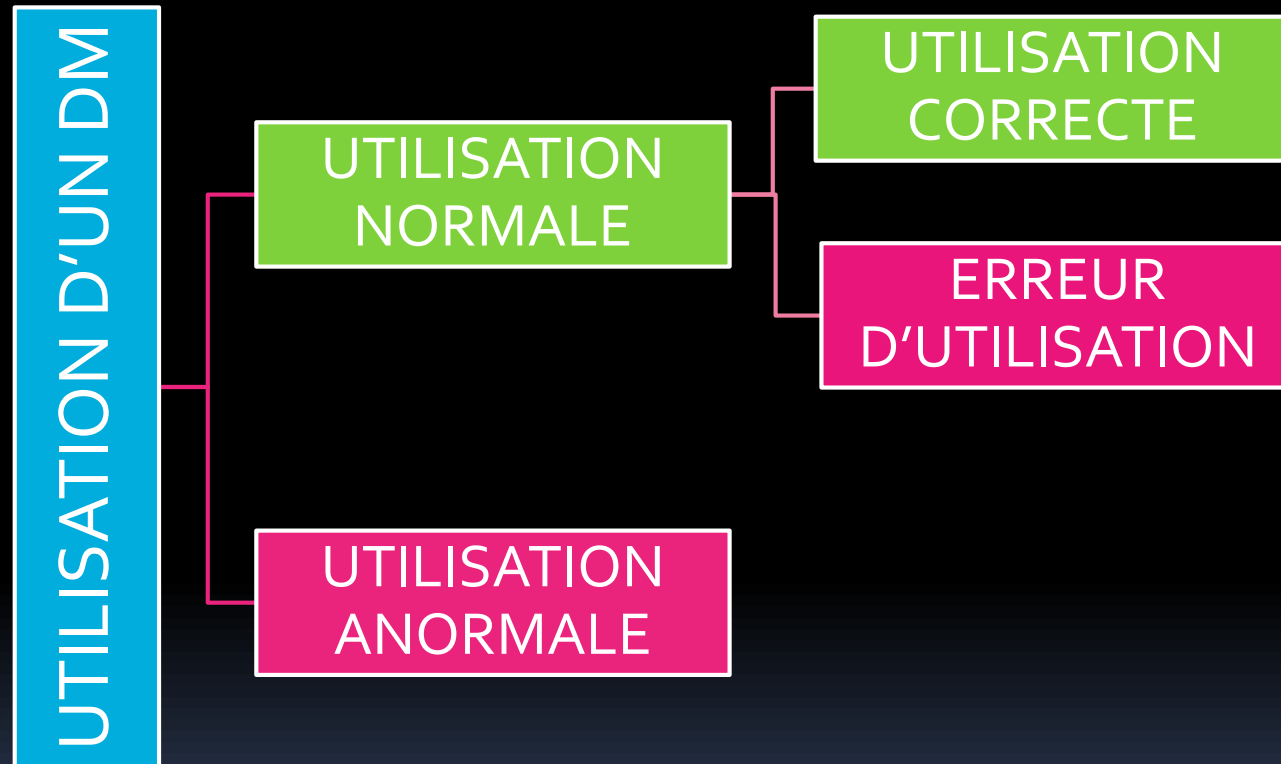 UTILISATION D’UN DM
UTILISATION
NORMALE
UTILISATION
CORRECTE
ERREUR
D’UTILISATION
UTILISATION
ANORMALE